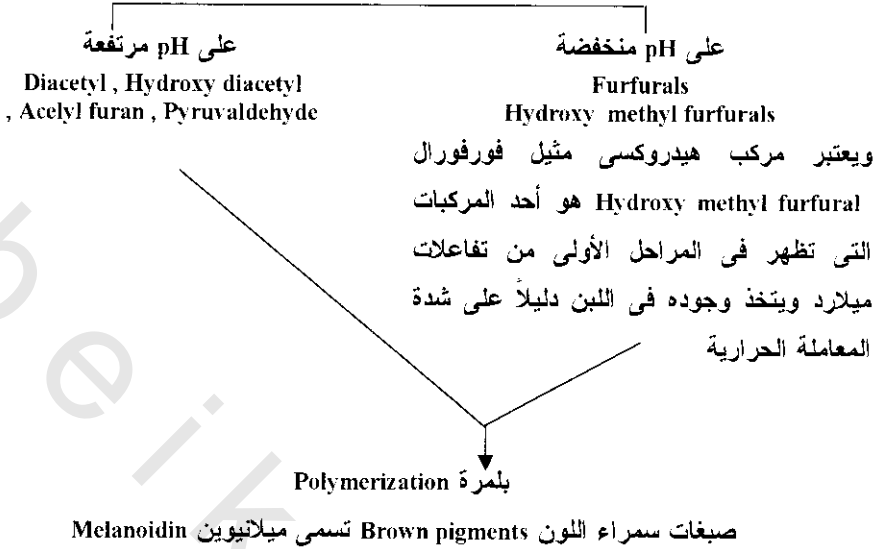 على pH منخفضة
Furfurals
Hydroxy methyl furfurals
ويعتبر مركب هيدروكسى مثيل فورفورال
Hydroxy methyl furfural هو أحد المركبات
التى تظهر فى المراحل الأولى من تفاعلات
ميلارد ويتخذ وجوده فى اللبن دليلاً على شدة
المعاملة الحرارية
على pH مرتفعة
Diacetyl , Hydroxy diacetyl
, Acelyl furan , Pyruvaldehyde
بلمرة Polymerization
صبغات سمراء اللون Brown pigments تسمى ميلانيوين Melanoidin
b e i k